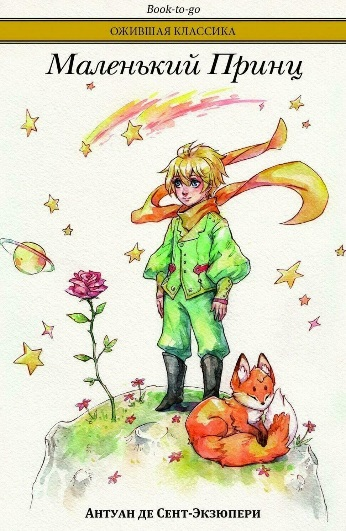 Book-to-go
ОЖИВШАЯ КЛАССИКА
Маленький Принц
Антуан де Сент-Экзюпери